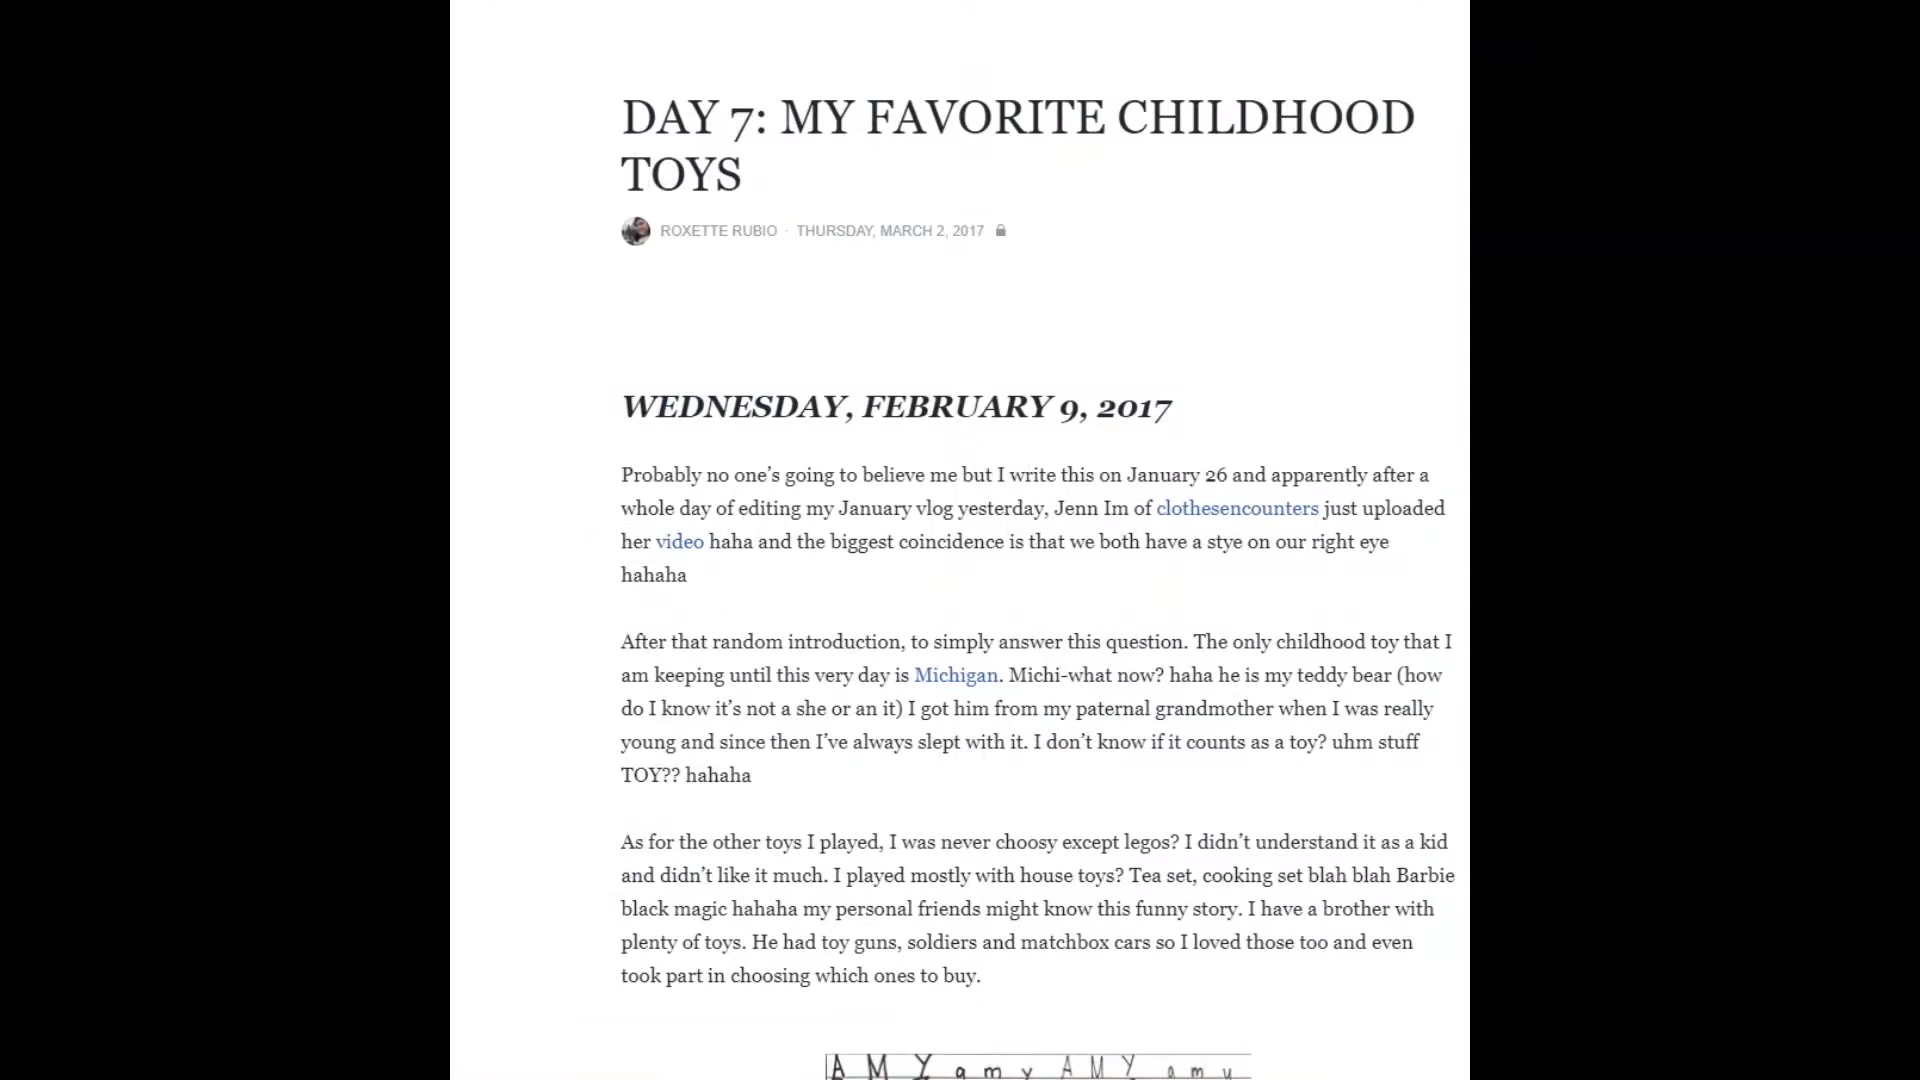 DAY 7: MY FAVORITE CHILDHOOD
TOYS
ROXETTE RUBIO · THURSDAY, MARCH 2, 2017
WEDNESDAY, FEBRUARY 9, 2017
Probably no one’s going to believe me but I write this on January 26 and apparently after a
whole day of editing my January vlog yesterday, Jenn Im of clothesencounters just uploaded
her video haha and the biggest coincidence is that we both have a stye on our right eye
hahaha
After that random introduction, to simply answer this question. The only childhood toy that I
am keeping until this very day is Michigan. Michi-what now? haha he is my teddy bear (how
do I know it’s not a she or an it) I got him from my paternal grandmother when I was really
young and since then I’ve always slept with it. I don’t know if it counts as a toy? uhm stuff
TOY?? hahaha
As for the other toys I played, I was never choosy except legos? I didn’t understand it as a kid
and didn’t like it much. I played mostly with house toys? Tea set, cooking set blah blah Barbie
black magic hahaha my personal friends might know this funny story. I have a brother with
plenty of toys. He had toy guns, soldiers and matchbox cars so I loved those too and even
took part in choosing which ones to buy.
A M Y a m y A M Y a m y